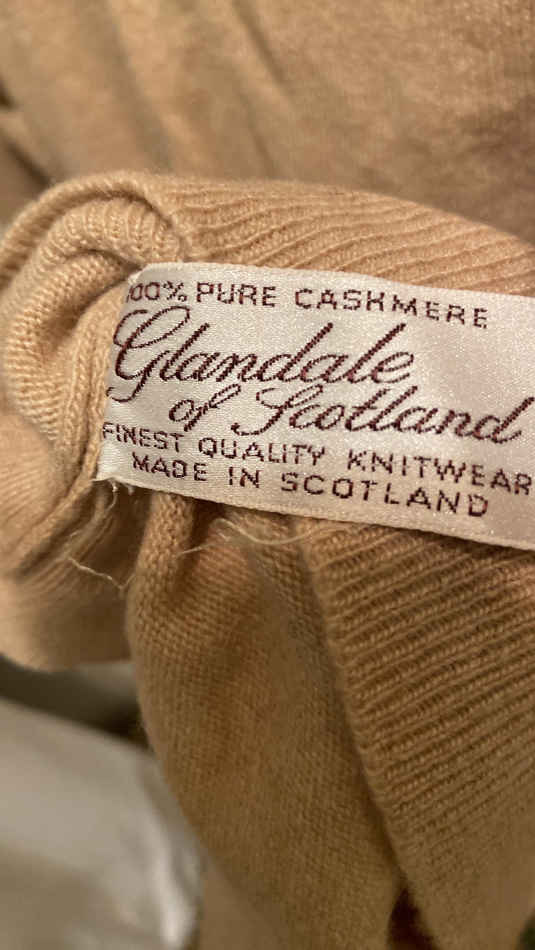 100% PURE CASHMERE
Glandale
of Scotland
FINEST QUALITY KNITWEAR
MADE IN SCOTLAND